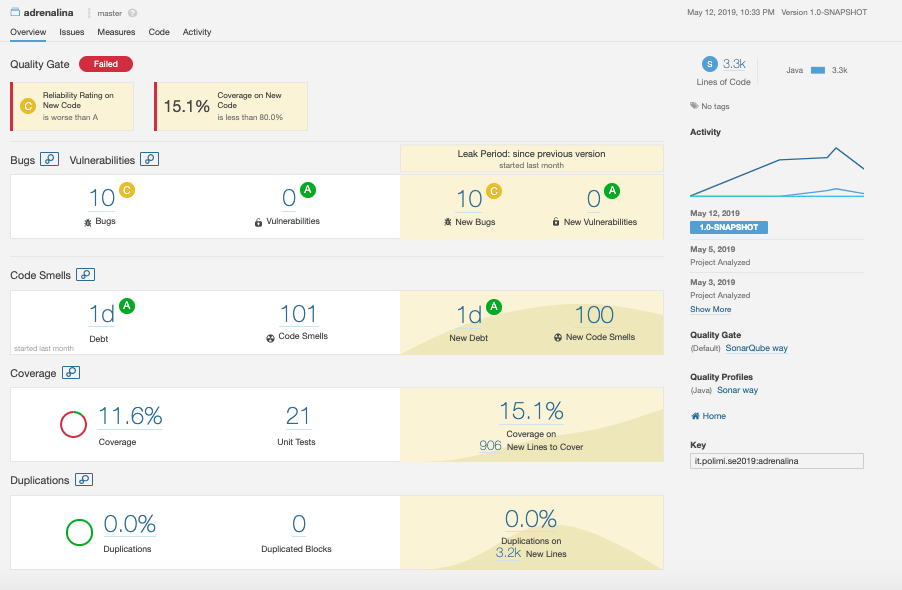 adrenalina
master ?
May 12, 2019, 10:33 PM Version 1.0-SNAPSHOT
Overview Issues Measures Code Activity
Quality Gate Failed
C Reliability Rating on New Code is worse than A
15.1% Coverage on New Code is less than 80.0%
Bugs Vulnerabilities
Leak Period: since previous version
started last month
10 C
Bugs
0 A
Vulnerabilities
10 C
New Bugs
0 A
New Vulnerabilities
Code Smells
1d A
Debt
started last month
101
Code Smells
1d A
New Debt
100
New Code Smells
Coverage
11.6%
Coverage
21
Unit Tests
15.1%
Coverage on
906 New Lines to Cover
Duplications
0.0%
Duplications
0
Duplicated Blocks
0.0%
Duplications on
3.2k New Lines
S 3.3k
Lines of Code
Java 3.3k
No tags
Activity
May 12, 2019
1.0-SNAPSHOT
May 5, 2019
Project Analyzed
May 3, 2019
Project Analyzed
Show More
Quality Gate
(Default) SonarQube way
Quality Profiles
(Java) Sonar way
Home
Key
it.polimi.se2019:adrenalina